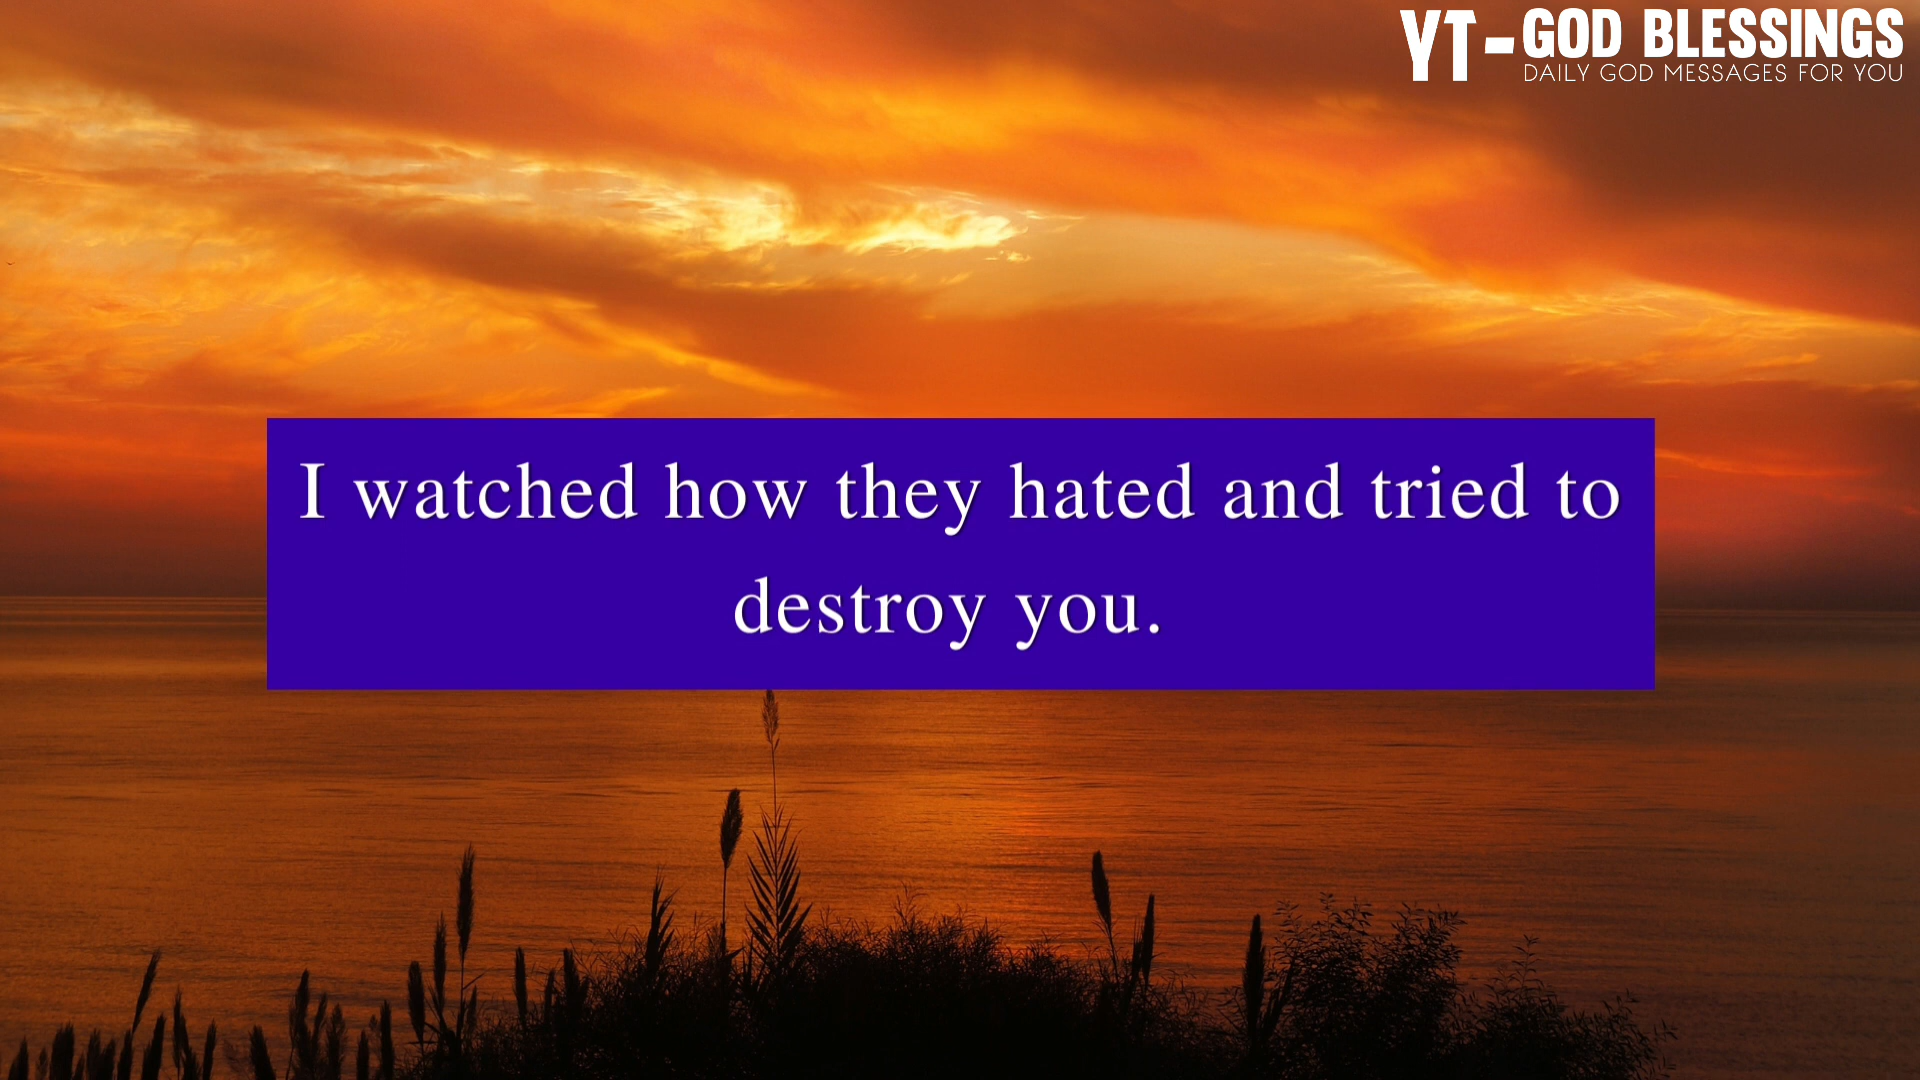 YT-GOD BLESSINGS
DAILY GOD MESSAGES FOR YOU
I watched how they hated and tried to
destroy you.